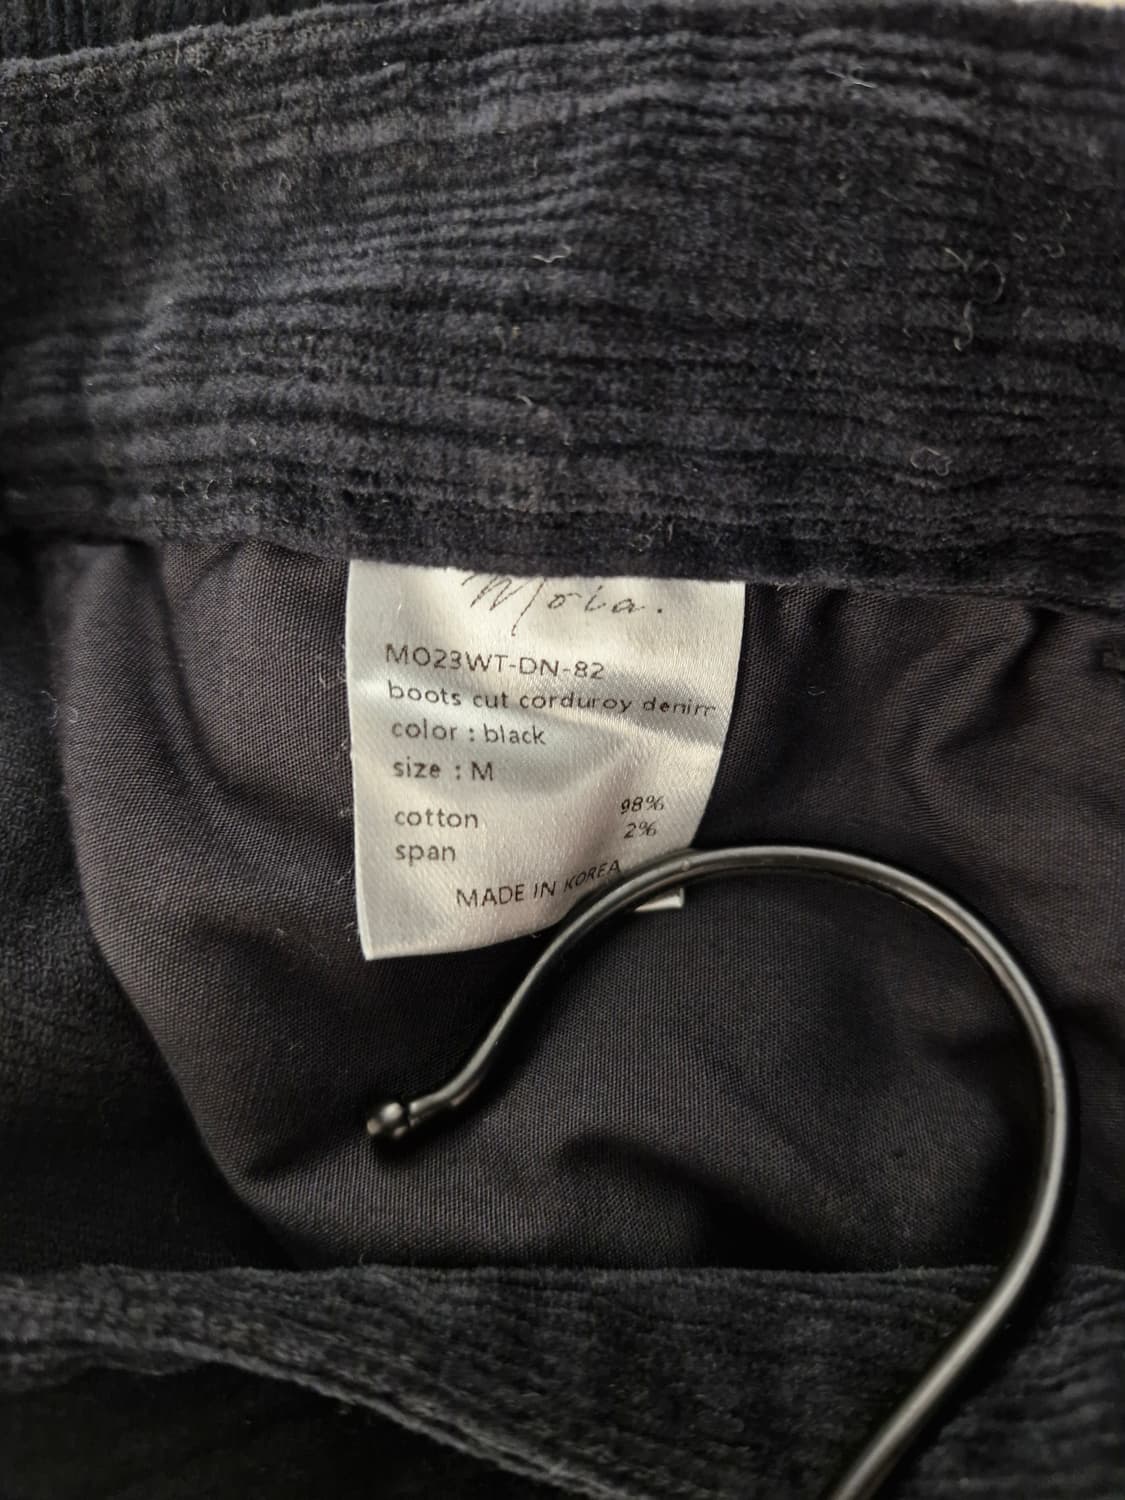 Moia.
MO23WT-DN-82
boots cut corduroy denim
color : black
size : M
cotton 98%
span 2%
MADE IN KOREA